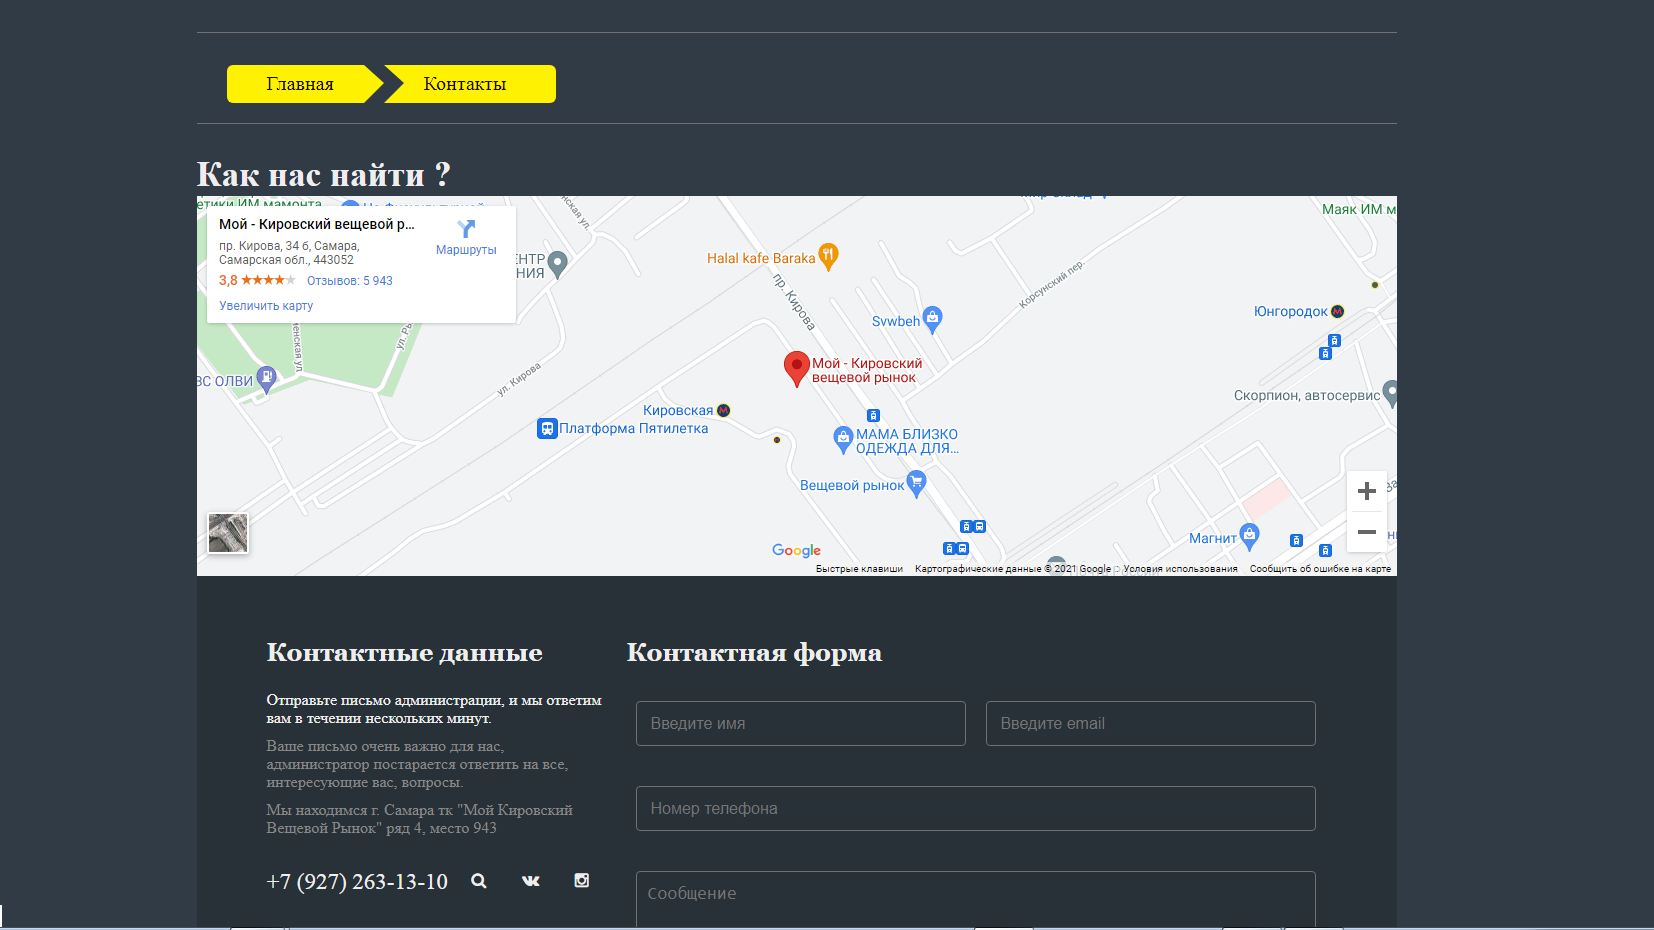 Главная
Контакты
Как нас найти ?
етики ИМ мамонта
Маяк ИМ м
Мой - Кировский вещевой р...
пр. Кирова, 34 б, Самара,
Самарская обл., 443052
Маршруты
3,8
Отзывов: 5 943
Увеличить карту
ЕНТР
НИЯ
Halal kafe Baraka
пр. Кирова
Корсунский пер.
Svwbeh
Юнгородок
Мой - Кировский
вещевой рынок
ул. Кирова
ВС ОЛВИ
Скорпион, автосервис
Кировская
Платформа Пятилетка
МАМА БЛИЗКО
ОДЕЖДА ДЛЯ...
Вещевой рынок
Магнит
Google
Быстрые клавиши
Картографические данные © 2021 Google
Условия использования
Сообщить об ошибке на карте
Контактные данные
Контактная форма
Отправьте письмо администрации, и мы ответим
вам в течении нескольких минут.
Введите имя
Введите email
Ваше письмо очень важно для нас,
администратор постарается ответить на все,
интересующие вас, вопросы.
Номер телефона
Мы находимся г. Самара тк "Мой Кировский
Вещевой Рынок" ряд 4, место 943
+7 (927) 263-13-10
Сообщение